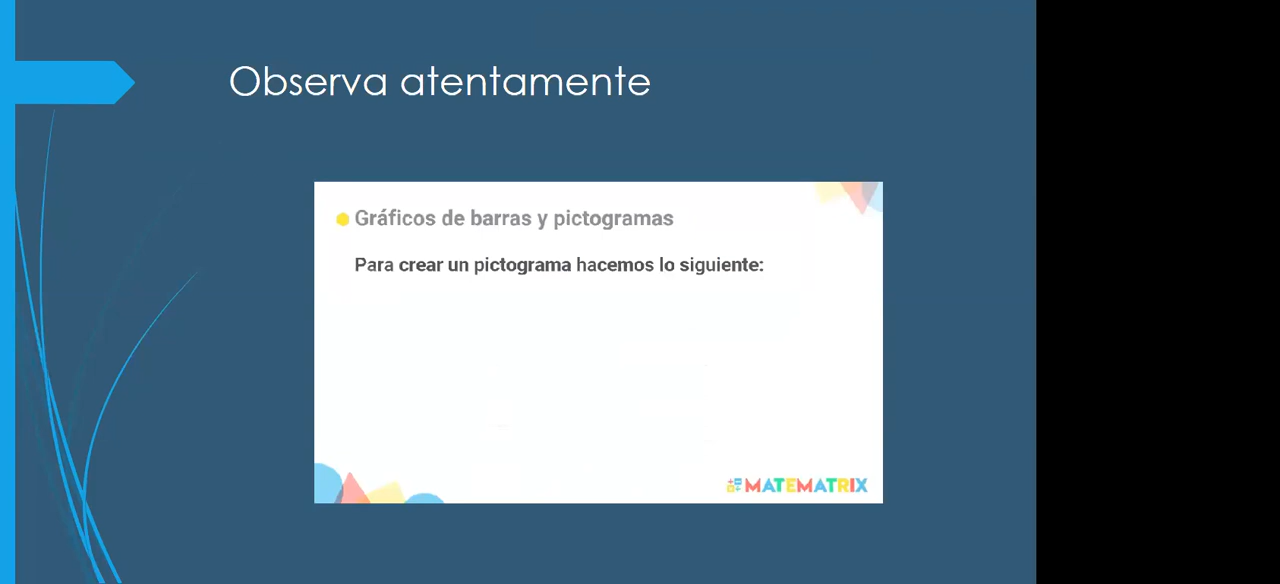 Observa atentamente
Gráficos de barras y pictogramas
Para crear un pictograma hacemos lo siguiente:
MATEMATRIX